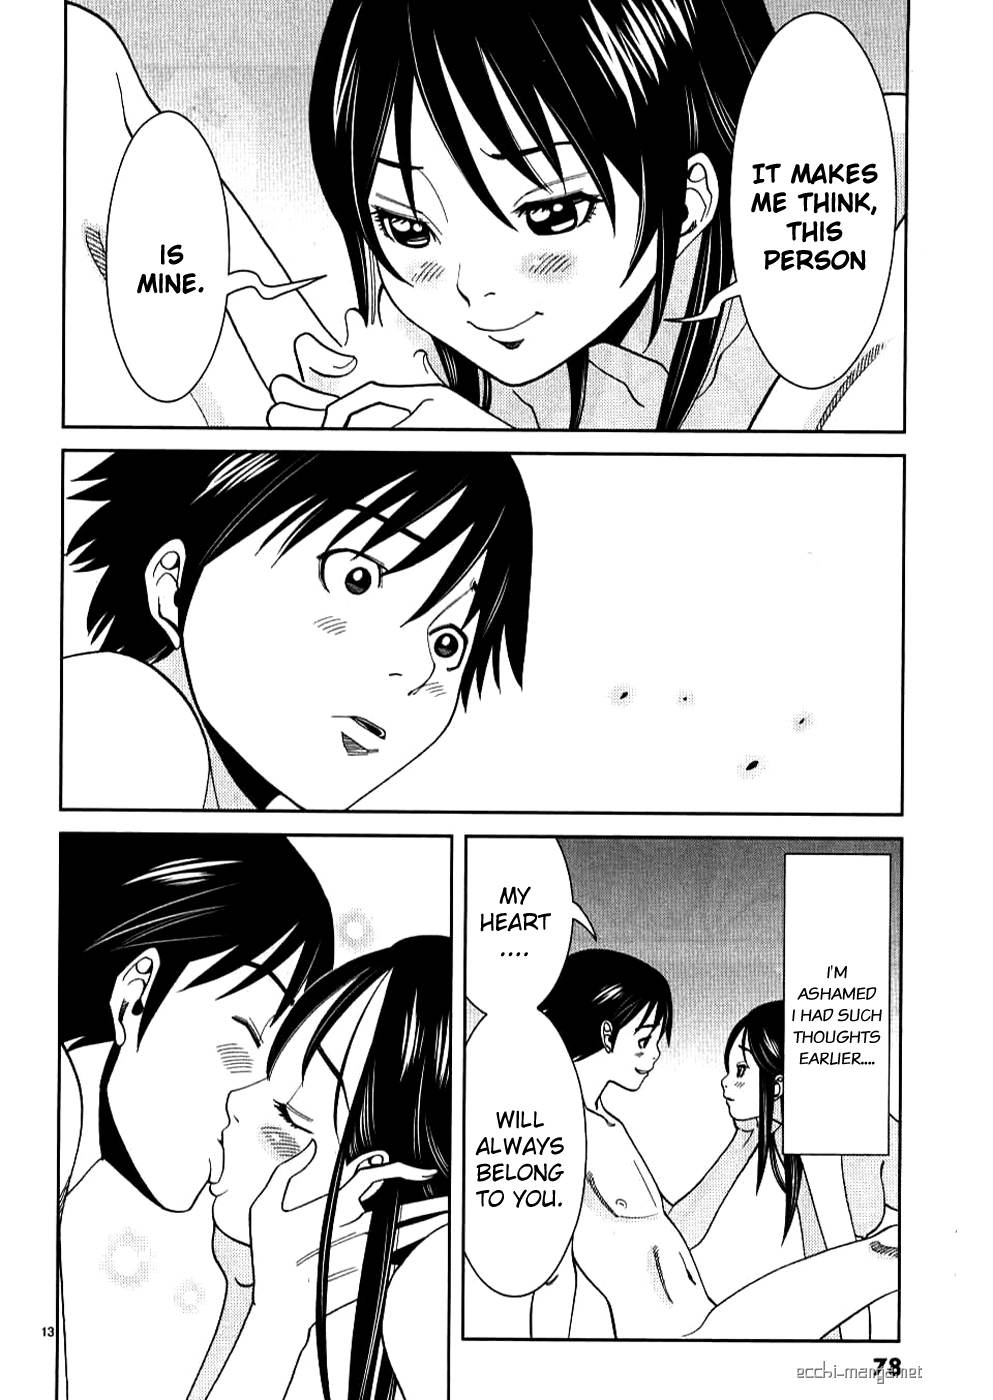 IT MAKES
ME THINK,
THIS
PERSON
IS
MINE.
I'M
ASHAMED
I HAD SUCH
THOUGHTS
EARLIER....
MY
HEART
....
WILL
ALWAYS
BELONG
TO YOU.
13
78
ecchi-manga.net